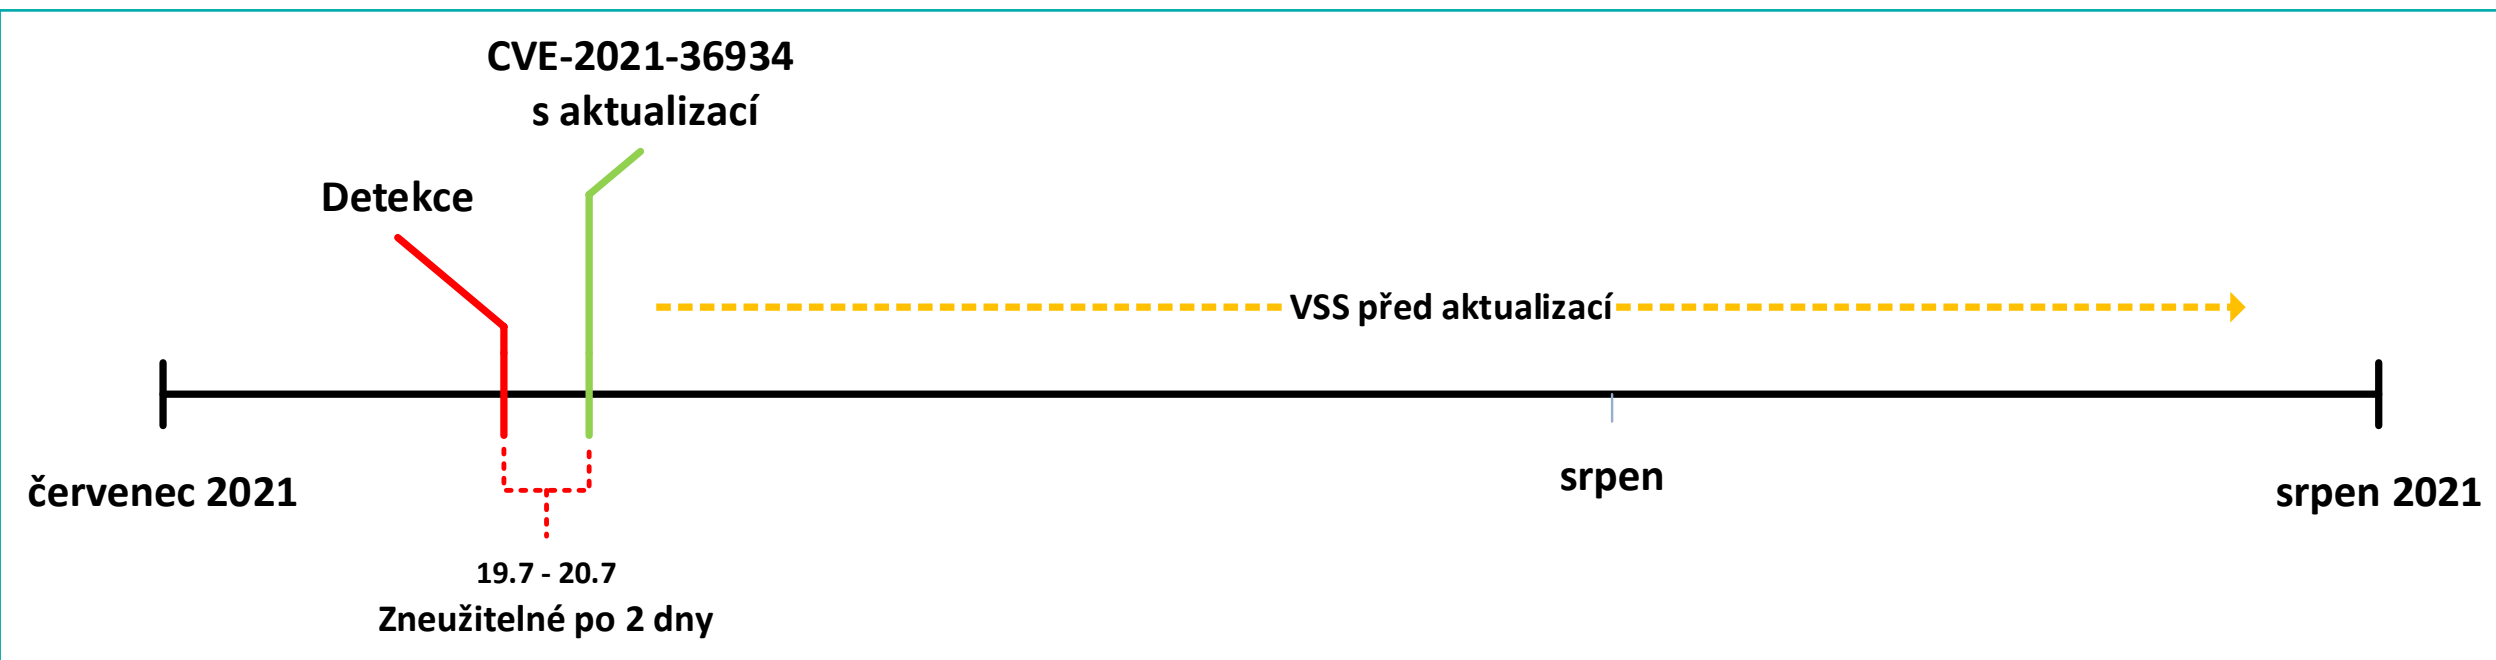 CVE-2021-36934
s aktualizací
Detekce
VSS před aktualizací
červenec 2021
srpen
srpen 2021
19.7 - 20.7
Zneužitelné po 2 dny